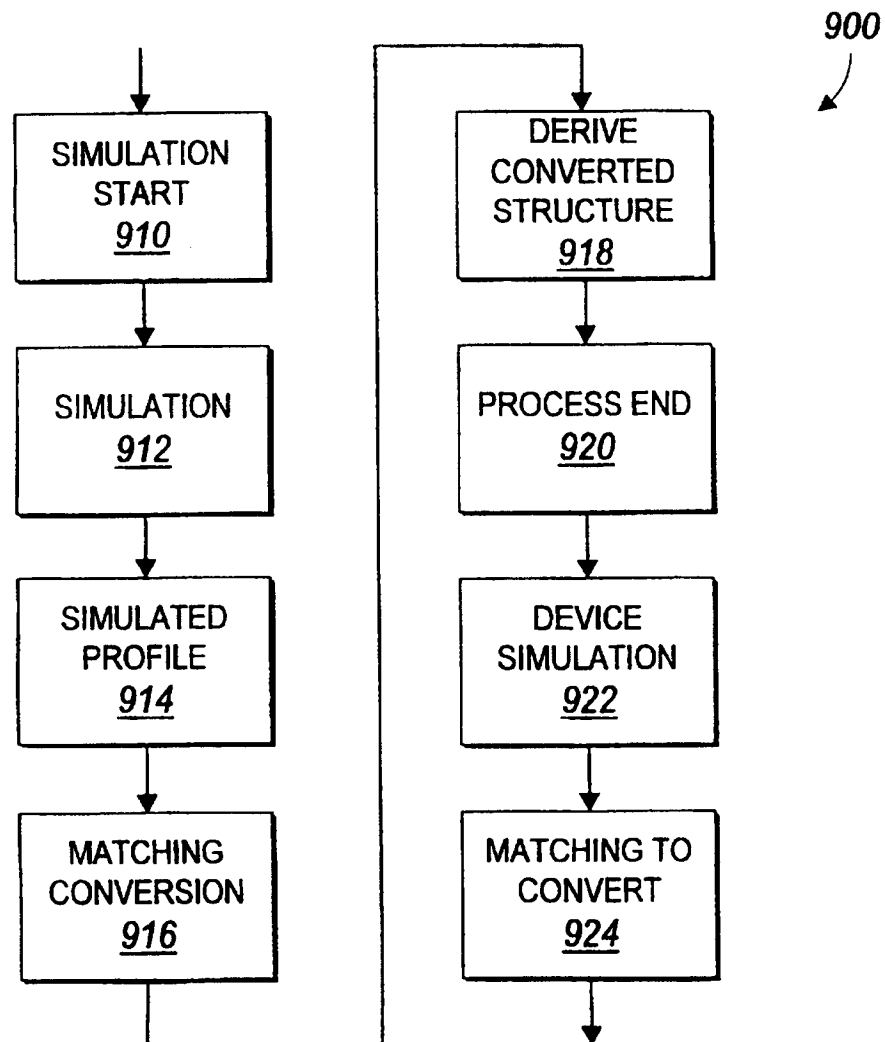 900
SIMULATION
START
910
SIMULATION
912
SIMULATED
PROFILE
914
MATCHING
CONVERSION
916
DERIVE
CONVERTED
STRUCTURE
918
PROCESS END
920
DEVICE
SIMULATION
922
MATCHING TO
CONVERT
924